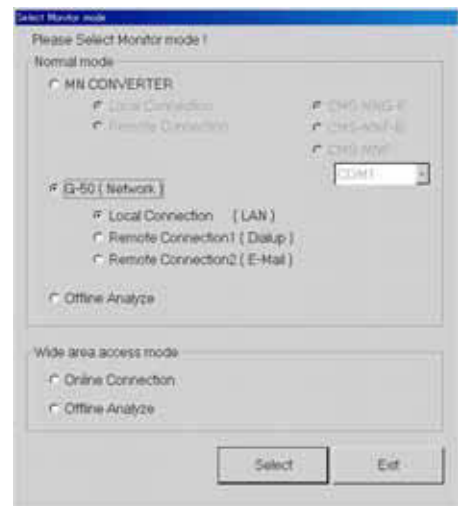 Select Monitor mode
Please Select Monitor mode !
Normal mode
MN CONVERTER
Local Connection
Remote Connection
CMS-MNG-E
CMS-MNF-B
CMS-MNF
COM1
G-50 ( Network )
Local Connection ( LAN )
Remote Connection1 ( Dialup )
Remote Connection2 ( E-Mail )
Offline Analyze
Wide area access mode
Online Connection
Offline Analyze
Select Exit